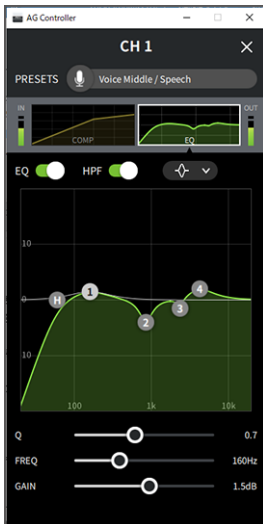 AG Controller
CH 1
PRESETS Voice Middle / Speech
IN OUT
COMP EQ
EQ HPF
10
0
10
H 1 2 3 4
100 1k 10k
Q 0.7
FREQ 160Hz
GAIN 1.5dB